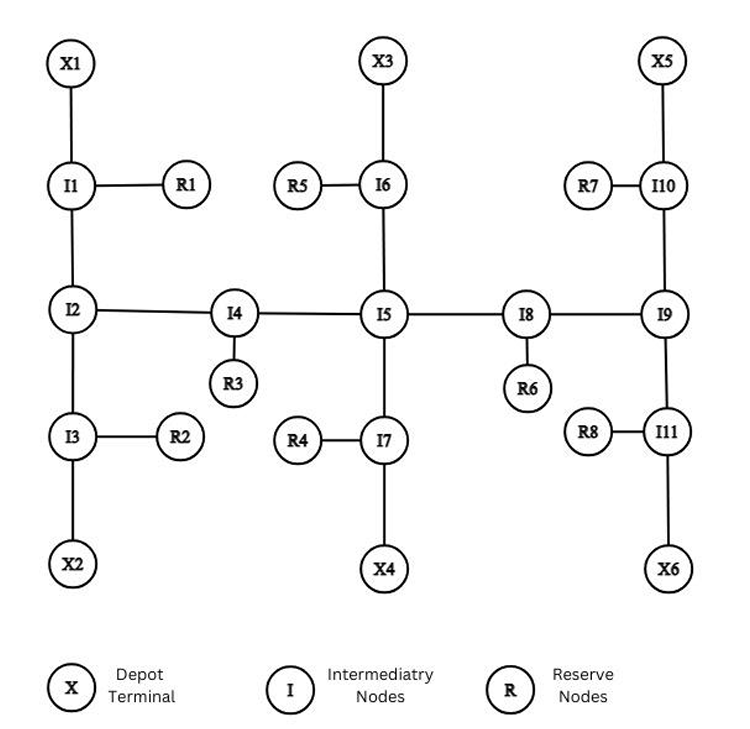 X1
X3
X5
I1
R1
R5
I6
R7
I10
I2
I4
I5
I8
I9
R3
R6
I3
R2
R4
I7
R8
I11
X2
X4
X6
X
Depot
Terminal
I
Intermediatry
Nodes
R
Reserve
Nodes